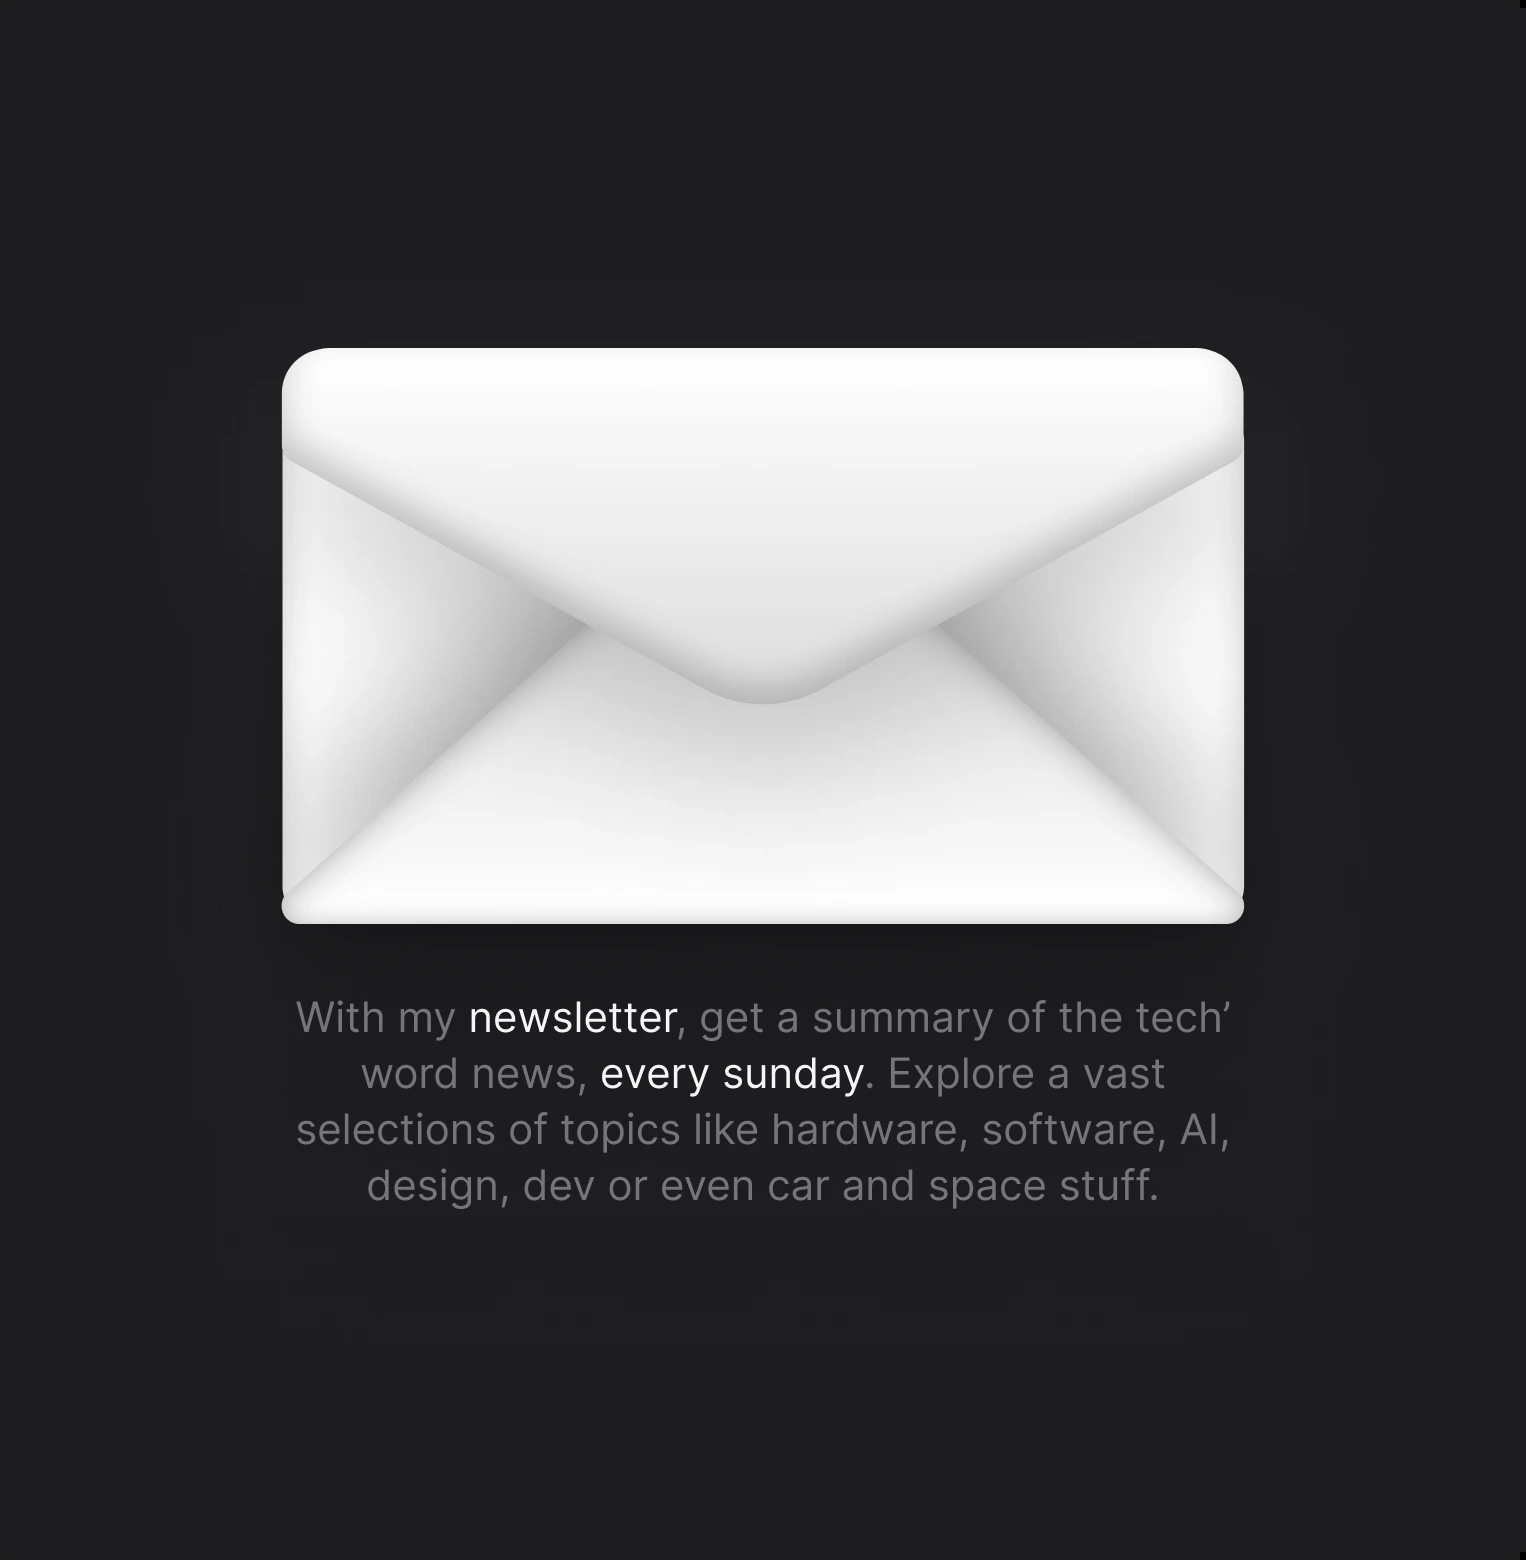 With my newsletter, get a summary of the tech’
word news, every sunday. Explore a vast
selections of topics like hardware, software, AI,
design, dev or even car and space stuff.